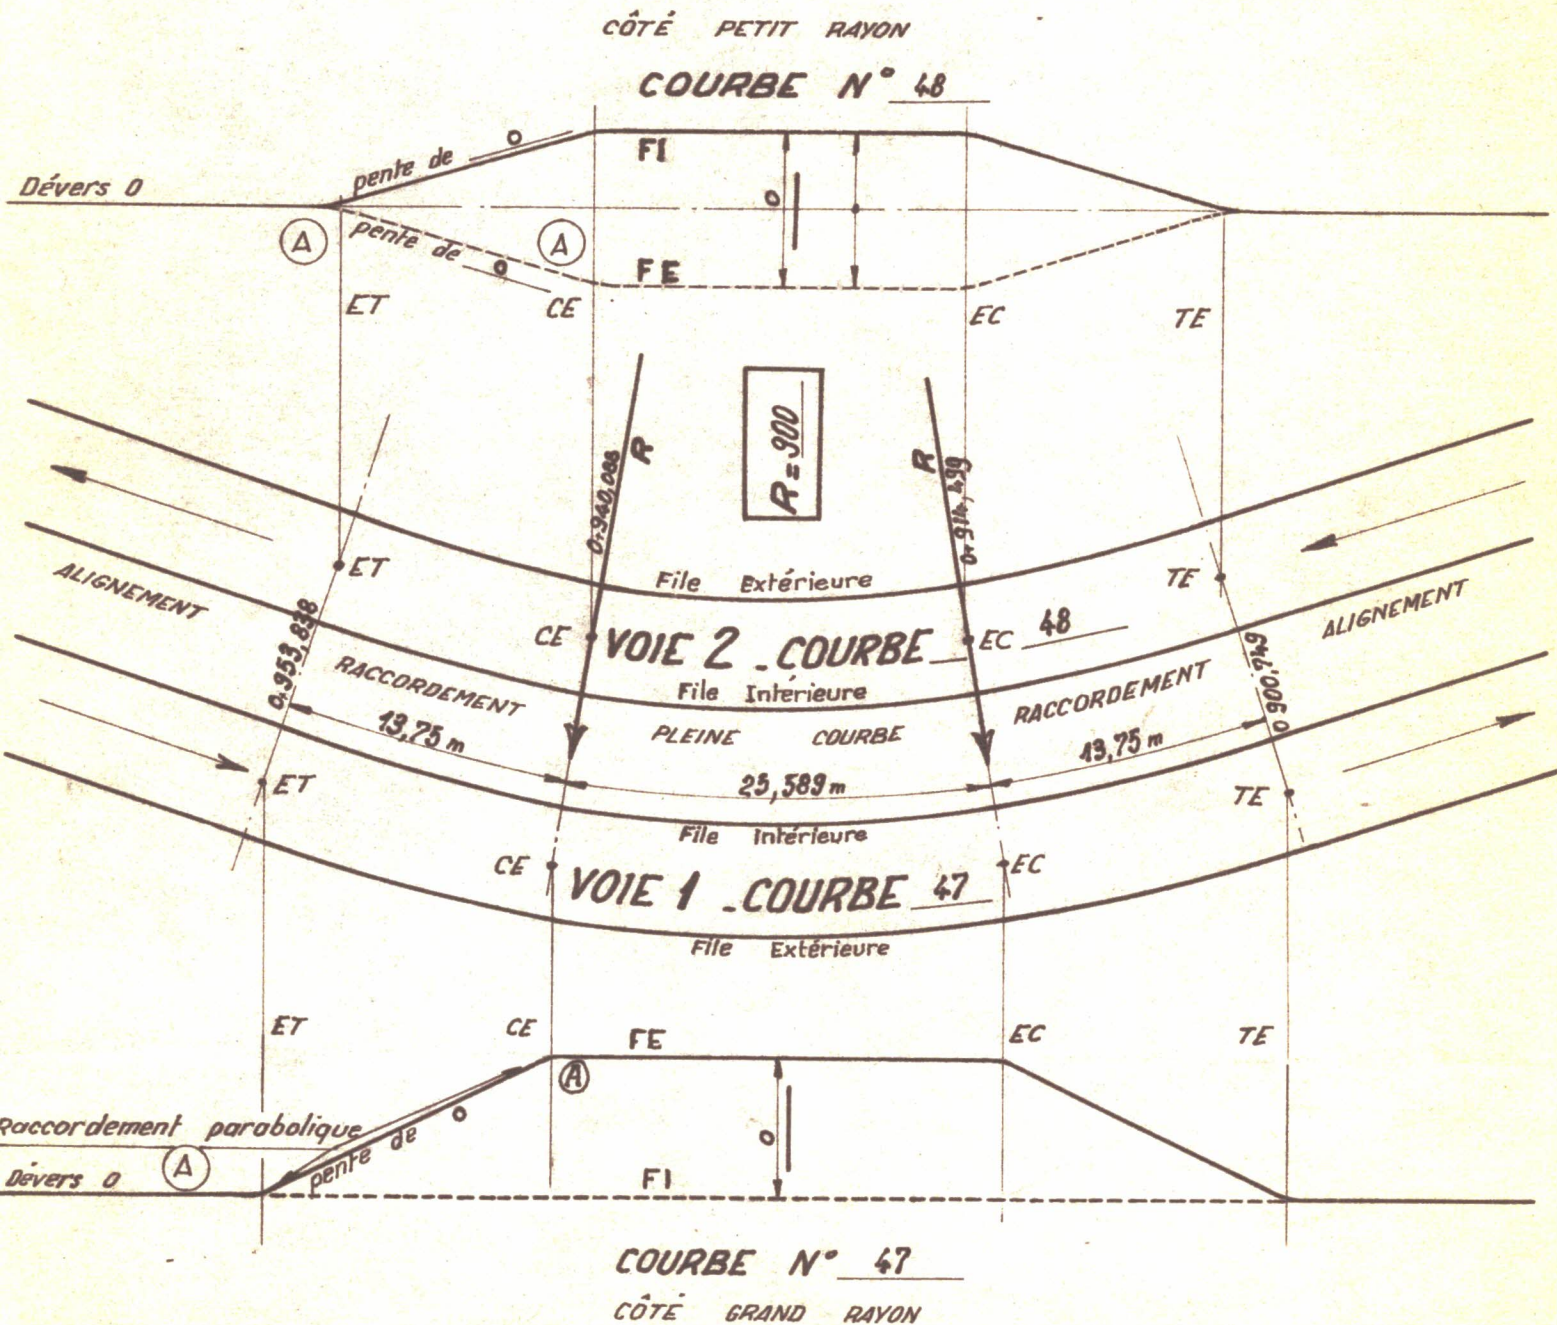 CÔTÉ PETIT RAYON
COURBE N° 48
pente de 0
FI
Dévers 0
0
A
pente de 0
A
FE
ET
CE
EC
TE
R
R = 900
R
0+940,088
ET
File Extérieure
TE
ALIGNEMENT
ALIGNEMENT
0.953,838
CE
VOIE 2 _ COURBE 48
EC
0 900,749
RACCORDEMENT
File Intérieure
RACCORDEMENT
13,75 m
PLEINE COURBE
13,75 m
ET
25,589 m
TE
File Intérieure
CE
EC
VOIE 1 _ COURBE 47
File Extérieure
ET
CE
FE
EC
TE
A
Raccordement parabolique
pente de 0
0
Dévers 0
A
FI
COURBE N° 47
CÔTÉ GRAND RAYON